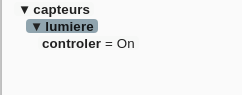 ▼ capteurs
▼ lumiere
controler = On